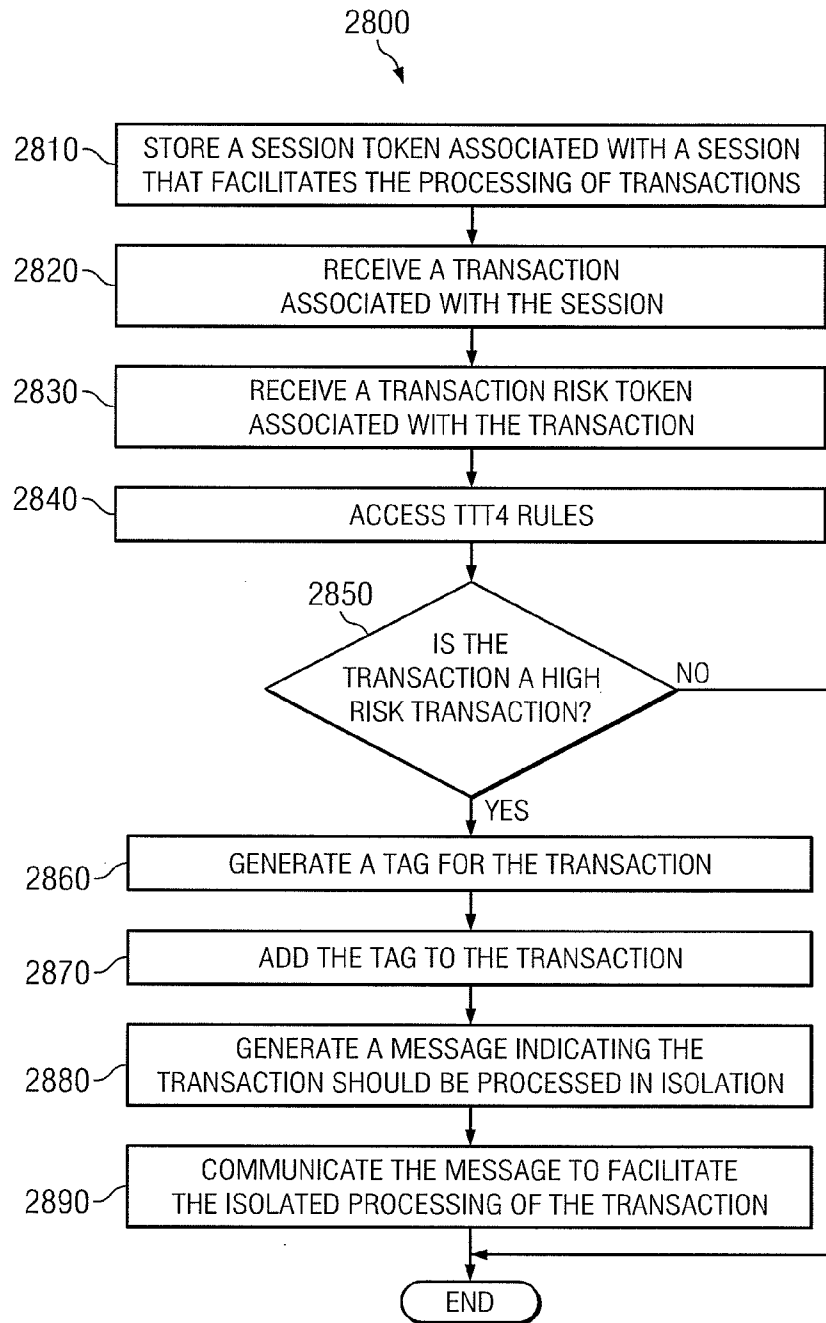 2800
2810
STORE A SESSION TOKEN ASSOCIATED WITH A SESSION
THAT FACILITATES THE PROCESSING OF TRANSACTIONS
2820
RECEIVE A TRANSACTION
ASSOCIATED WITH THE SESSION
2830
RECEIVE A TRANSACTION RISK TOKEN
ASSOCIATED WITH THE TRANSACTION
2840
ACCESS TTT4 RULES
2850
IS THE
TRANSACTION A HIGH
RISK TRANSACTION?
NO
YES
2860
GENERATE A TAG FOR THE TRANSACTION
2870
ADD THE TAG TO THE TRANSACTION
2880
GENERATE A MESSAGE INDICATING THE
TRANSACTION SHOULD BE PROCESSED IN ISOLATION
2890
COMMUNICATE THE MESSAGE TO FACILITATE
THE ISOLATED PROCESSING OF THE TRANSACTION
END